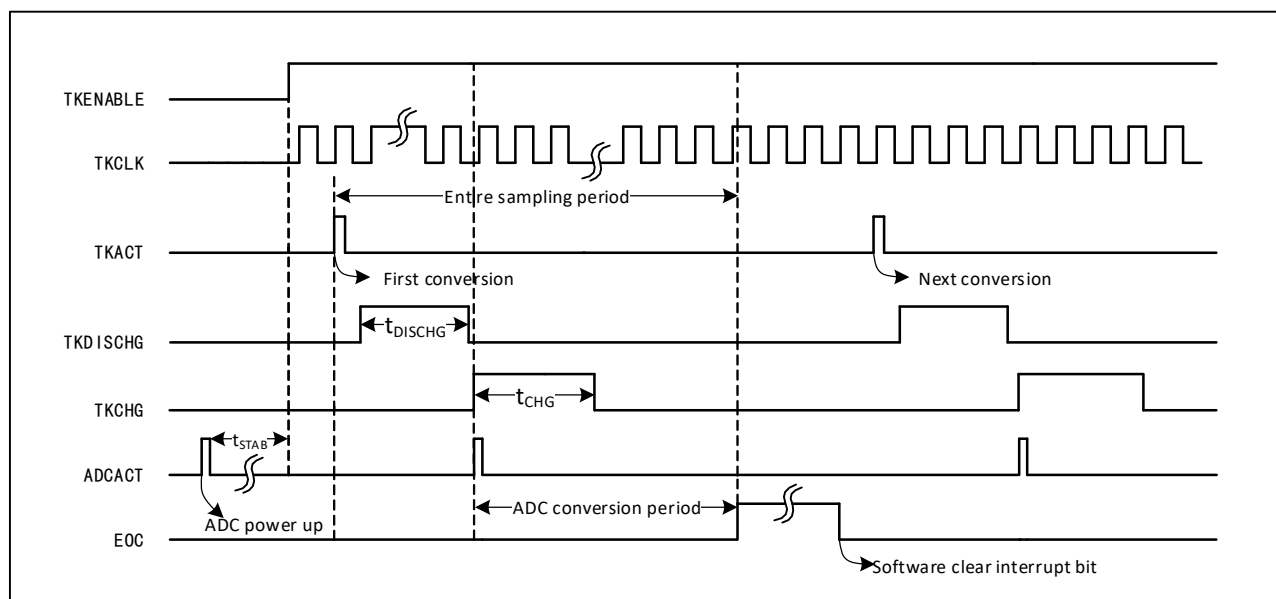 TKENABLE
TKCLK
Entire sampling period
TKACT
First conversion
Next conversion
tDISCHG
TKDISCHG
tCHG
TKCHG
tSTAB
ADCACT
ADC power up
ADC conversion period
EOC
Software clear interrupt bit